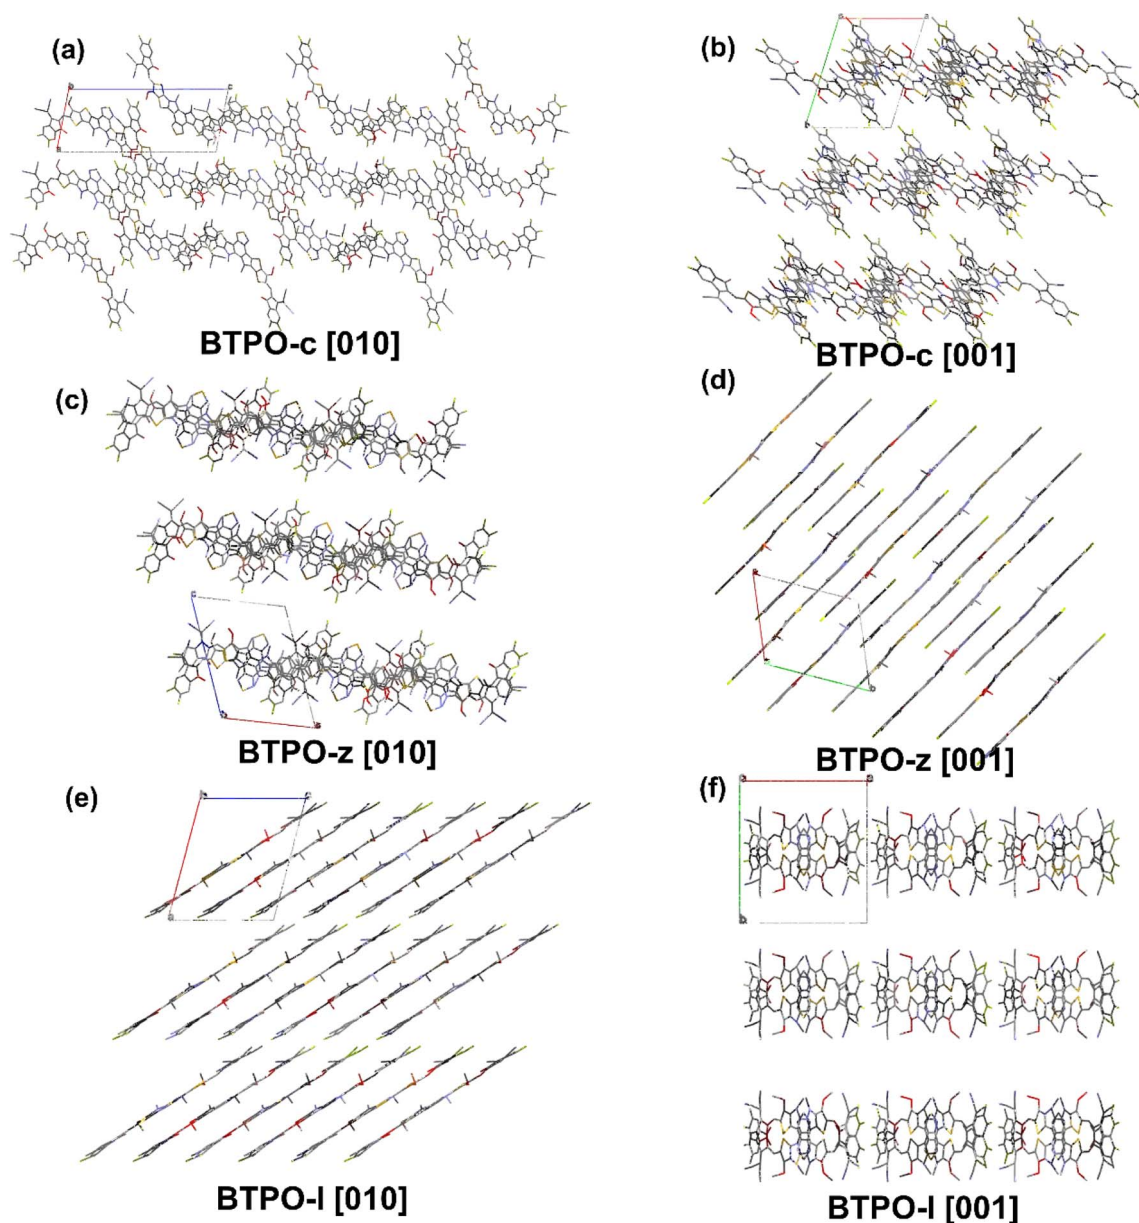 (a)
BTPO-c [010]
(b)
BTPO-c [001]
(c)
BTPO-z [010]
(d)
BTPO-z [001]
(e)
BTPO-l [010]
(f)
BTPO-l [001]